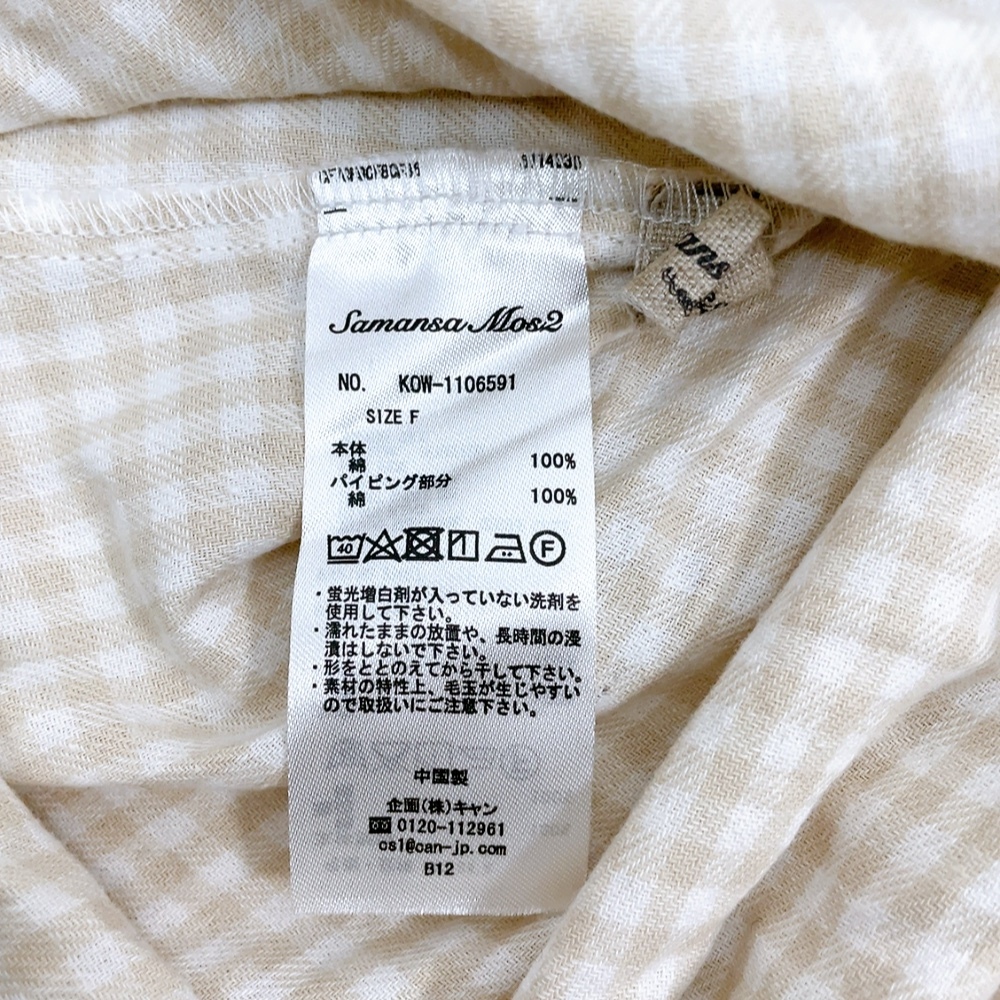 Samansa Mos2
NO. KOW-1106591
SIZE F
本体
綿 100%
パイピング部分
綿 100%
40
F
・蛍光増白剤が入っていない洗剤を
使用して下さい。
・濡れたままの放置や、長時間の浸
漬はしないで下さい。
・形をととのえてから干して下さい。
・素材の特性上、毛玉が生じやすい
ので取扱いにご注意下さい。
中国製
企画(株)キャン
0120-112961
cs1@can-jp.com
B12